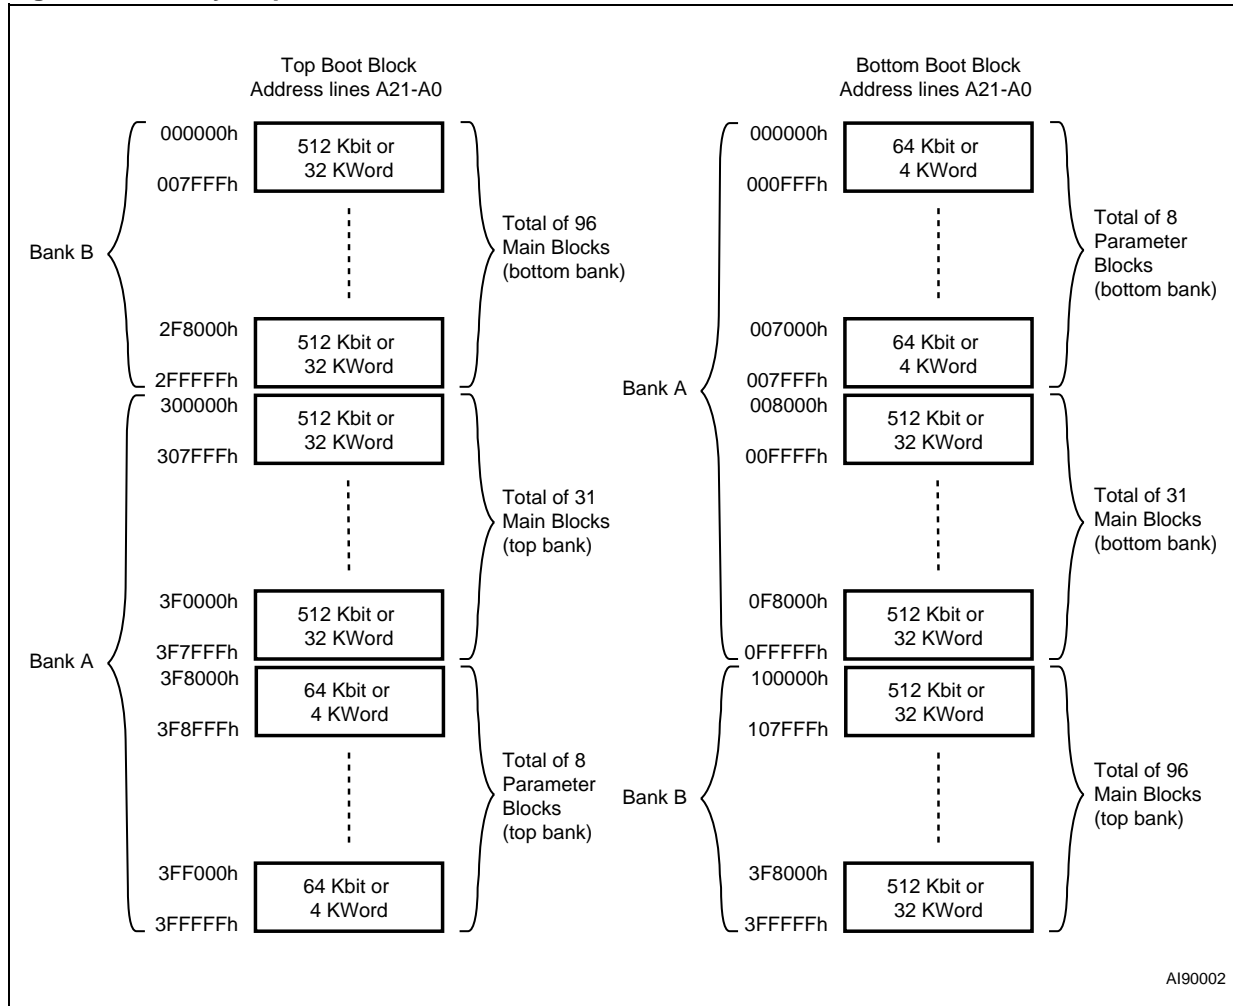 Top Boot Block
Address lines A21-A0
000000h
512 Kbit or
32 KWord
007FFFh
Bank B
Total of 96
Main Blocks
(bottom bank)
2F8000h
512 Kbit or
32 KWord
2FFFFFh
300000h
512 Kbit or
32 KWord
307FFFh
Total of 31
Main Blocks
(top bank)
3F0000h
512 Kbit or
32 KWord
3F7FFFh
Bank A
3F8000h
64 Kbit or
4 KWord
3F8FFFh
Total of 8
Parameter
Blocks
(top bank)
3FF000h
64 Kbit or
4 KWord
3FFFFFh
Bottom Boot Block
Address lines A21-A0
000000h
64 Kbit or
4 KWord
000FFFh
Total of 8
Parameter
Blocks
(bottom bank)
007000h
64 Kbit or
4 KWord
007FFFh
Bank A
008000h
512 Kbit or
32 KWord
00FFFFh
Total of 31
Main Blocks
(bottom bank)
0F8000h
512 Kbit or
32 KWord
0FFFFFh
100000h
512 Kbit or
32 KWord
107FFFh
Bank B
Total of 96
Main Blocks
(top bank)
3F8000h
512 Kbit or
32 KWord
3FFFFFh
AI90002